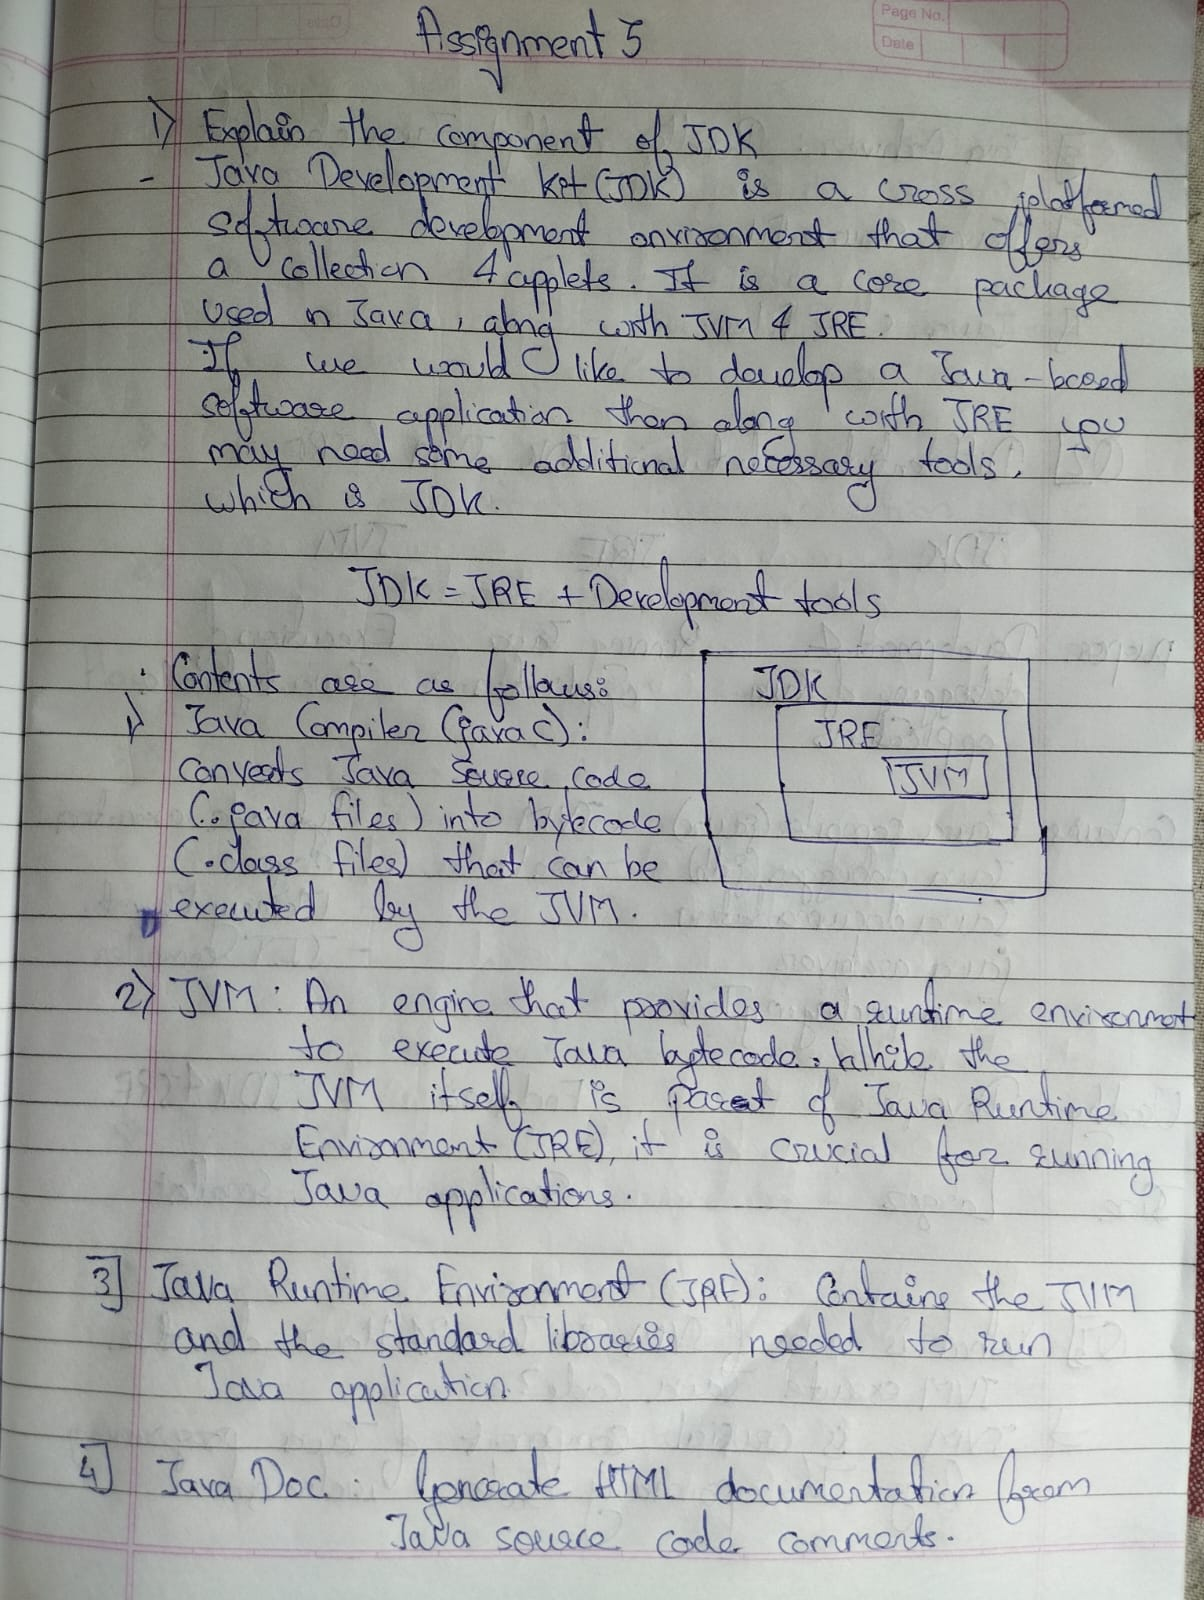 Page No.
Date
Assignment 5
1) Explain the component of JDK
- Java Development Kit (JDK) is a cross platformed
software development environment that offers
a collection & applets. It is a core package
used in Java, along with JVM & JRE.
If we would like to develop a Java-based
software application then along with JRE you
may need some additional necessary tools,
which is JDK.
JDK = JRE + Development tools
Contents are as follows:
1) Java Compiler (javac):
converts Java source code
(.java files) into bytecode
(.class files) that can be
executed by the JVM.
JDK
JRE
JVM
2) JVM: An engine that provides a runtime environment
to execute Java bytecode. While the
JVM itself is part of Java Runtime
Environment (JRE), it is crucial for running
Java applications.
3] Java Runtime Environment (JRE): Contains the JVM
and the standard libraries needed to run
Java application
4] Java Doc: Generate HTML documentation from
Java source code comments.